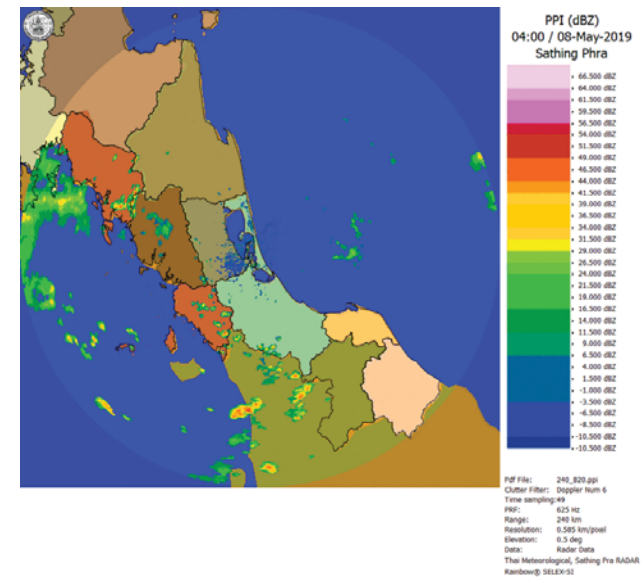 PPI (dBZ)
04:00 / 08-May-2019
Sathing Phra
66.500 dBZ
64.000 dBZ
61.500 dBZ
59.500 dBZ
56.500 dBZ
54.000 dBZ
51.500 dBZ
49.000 dBZ
46.500 dBZ
44.000 dBZ
41.500 dBZ
39.000 dBZ
36.500 dBZ
34.000 dBZ
31.500 dBZ
29.000 dBZ
26.500 dBZ
24.000 dBZ
21.500 dBZ
19.000 dBZ
16.500 dBZ
14.000 dBZ
11.500 dBZ
9.000 dBZ
6.500 dBZ
4.000 dBZ
1.500 dBZ
-1.000 dBZ
-3.500 dBZ
-6.500 dBZ
-8.500 dBZ
-10.500 dBZ
-10.500 dBZ
Pdf File: 240_820.ppi
Clutter Filter: Doppler Num 6
Time sampling:49
PRF: 625 Hz
Range: 240 km
Resolution: 0.585 km/pixel
Elevation: 0.5 deg
Data: Radar Data
Thai Meteorological, Sathing Pra RADAR
Rainbow® SELEX-SI